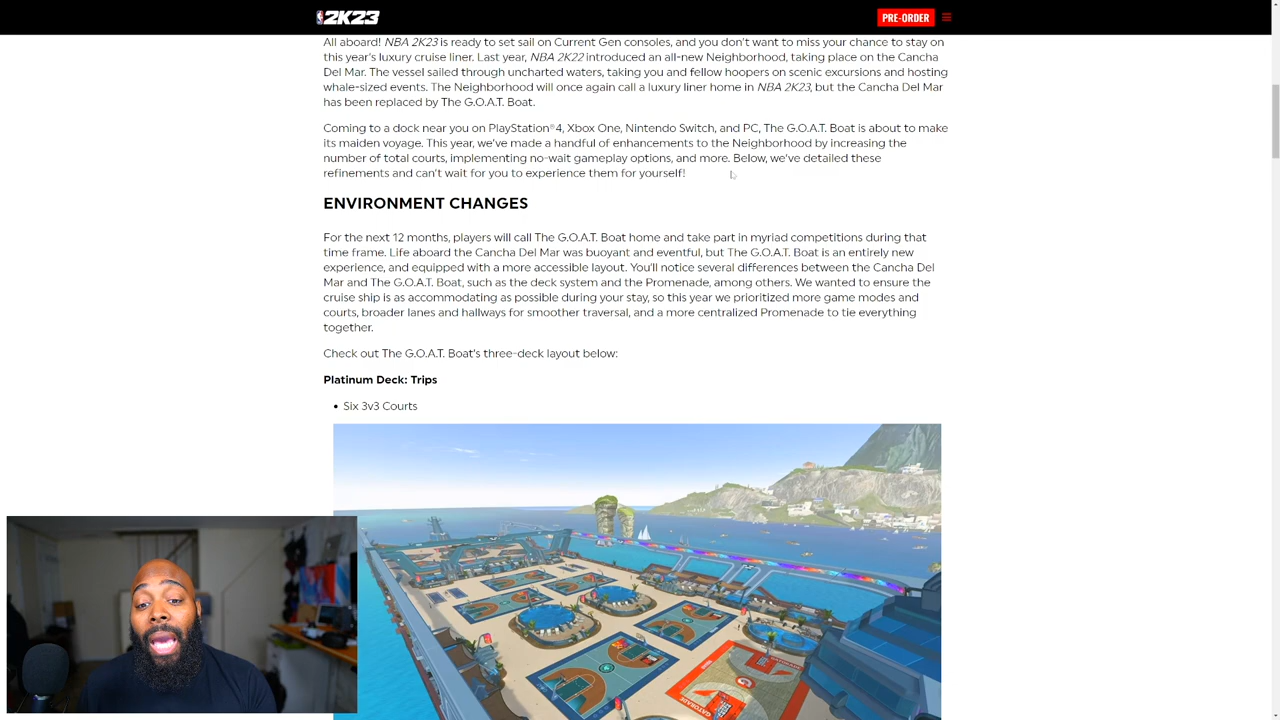 2K23
PRE-ORDER
All aboard! NBA 2K23 is ready to set sail on Current Gen consoles, and you don't want to miss your chance to stay on
this year's luxury cruise liner. Last year, NBA 2K22 introduced an all-new Neighborhood, taking place on the Cancha
Del Mar. The vessel sailed through uncharted waters, taking you and fellow hoopers on scenic excursions and hosting
whale-sized events. The Neighborhood will once again call a luxury liner home in NBA 2K23, but the Cancha Del Mar
has been replaced by The G.O.A.T. Boat.
Coming to a dock near you on PlayStation®4, Xbox One, Nintendo Switch, and PC, The G.O.A.T. Boat is about to make
its maiden voyage. This year, we've made a handful of enhancements to the Neighborhood by increasing the
number of total courts, implementing no-wait gameplay options, and more. Below, we've detailed these
refinements and can't wait for you to experience them for yourself!
ENVIRONMENT CHANGES
For the next 12 months, players will call The G.O.A.T. Boat home and take part in myriad competitions during that
time frame. Life aboard the Cancha Del Mar was buoyant and eventful, but The G.O.A.T. Boat is an entirely new
experience, and equipped with a more accessible layout. You'll notice several differences between the Cancha Del
Mar and The G.O.A.T. Boat, such as the deck system and the Promenade, among others. We wanted to ensure the
cruise ship is as accommodating as possible during your stay, so this year we prioritized more game modes and
courts, broader lanes and hallways for smoother traversal, and a more centralized Promenade to tie everything
together.
Check out The G.O.A.T. Boat's three-deck layout below:
Platinum Deck: Trips
• Six 3v3 Courts
GATORADE